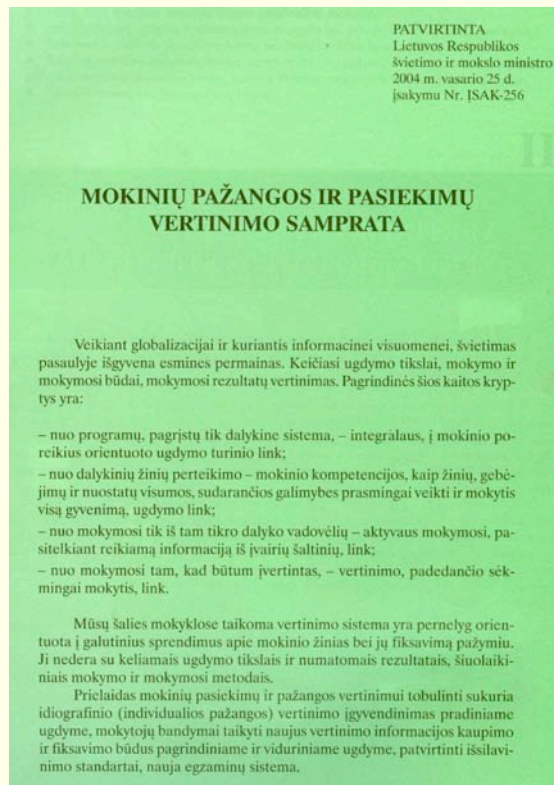 PATVIRTINTA
Lietuvos Respublikos
švietimo ir mokslo ministro
2004 m. vasario 25 d.
įsakymu Nr. ĮSAK-256
MOKINIŲ PAŽANGOS IR PASIEKIMŲ
VERTINIMO SAMPRATA
Veikiant globalizacijai ir kuriantis informacinei visuomenei, švietimas
pasaulyje išgyvena esmines permainas. Keičiasi ugdymo tikslai, mokymo ir
mokymosi būdai, mokymosi rezultatų vertinimas. Pagrindinės šios kaitos kryp-
tys yra:
– nuo programų, pagrįstų tik dalykine sistema, – integralaus, į mokinio po-
reikius orientuoto ugdymo turinio link;
– nuo dalykinių žinių perteikimo – mokinio kompetencijos, kaip žinių, gebė-
jimų ir nuostatų visumos, sudarančios galimybes prasmingai veikti ir mokytis
visą gyvenimą, ugdymo link;
– nuo mokymosi tik iš tam tikro dalyko vadovėlių – aktyvaus mokymosi, pa-
sitelkiant reikiamą informaciją iš įvairių šaltinių, link;
– nuo mokymosi tam, kad būtum įvertintas, – vertinimo, padedančio sėk-
mingai mokytis, link.
Mūsų šalies mokyklose taikoma vertinimo sistema yra pernelyg orien-
tuota į galutinius sprendimus apie mokinio žinias bei jų fiksavimą pažymiu.
Ji nedera su keliamais ugdymo tikslais ir numatomais rezultatais, šiuolaiki-
niais mokymo ir mokymosi metodais.
Prielaidas mokinių pasiekimų ir pažangos vertinimui tobulinti sukuria
idiografinio (individualios pažangos) vertinimo įgyvendinimas pradiniame
ugdyme, mokytojų bandymai taikyti naujus vertinimo informacijos kaupimo
ir fiksavimo būdus pagrindiniame ir viduriniame ugdyme, patvirtinti išsilavi-
nimo standartai, nauja egzaminų sistema.